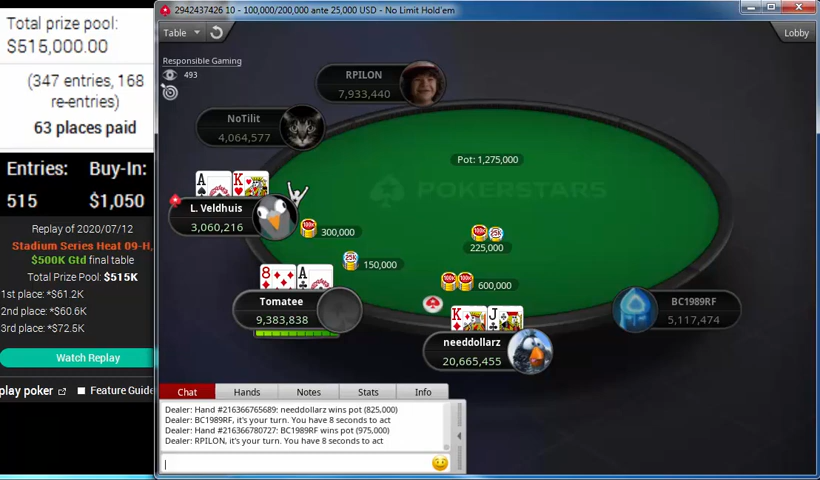 2942437426 10 - 100,000/200,000 ante 25,000 USD - No Limit Hold'em
Total prize pool:
$515,000.00
(347 entries, 168
re-entries)
63 places paid
Entries: Buy-In:
515 $1,050
Replay of 2020/07/12
Stadium Series Heat 09-H,
$500K Gtd final table
Total Prize Pool: $515K
1st place: *$61.2K
2nd place: *$60.6K
3rd place: *$72.5K
Watch Replay
play poker Feature Guide
Table
Lobby
Responsible Gaming
493
RPILON
7,933,440
NoTilit
4,064,577
Pot: 1,275,000
POKERSTARS
A K
L. Veldhuis
3,060,216
100K
300,000
100K 25K
225,000
25K
150,000
8 A
Tomatee
9,383,838
100K 100K
600,000
K J
needdollarz
20,665,455
BC1989RF
5,117,474
Chat Hands Notes Stats Info
Dealer: Hand #216366765689: needdollarz wins pot (825,000)
Dealer: BC1989RF, it's your turn. You have 8 seconds to act
Dealer: Hand #216366780727: BC1989RF wins pot (975,000)
Dealer: RPILON, it's your turn. You have 8 seconds to act